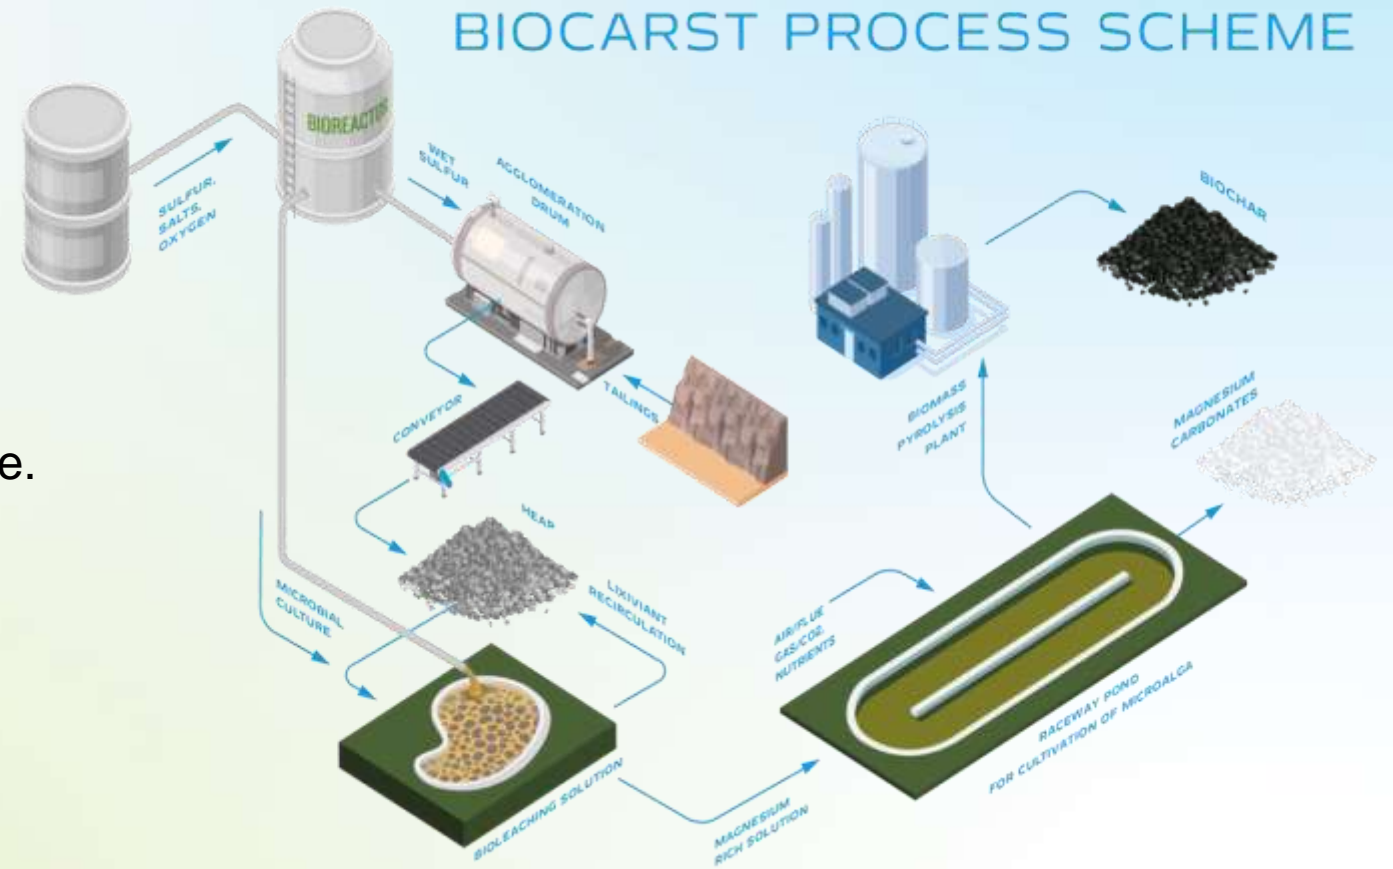 BIOCARST PROCESS SCHEME
BIOREACTOR
SULFUR,
SALTS,
OXYGEN
WET
SULFUR
AGGLOMERATION
DRUM
BIOCHAR
TAILINGS
CONVEYOR
BIOMASS
PYROLYSIS
PLANT
MAGNESIUM
CARBONATES
e.
HEAP
LIXIVIANT
RECIRCULATION
MICROBIAL
CULTURE
AIR/FLUE
GAS/CO2,
NUTRIENTS
RACEWAY POND
FOR CULTIVATION OF MICROALGA
BIOLEACHING SOLUTION
MAGNESIUM
RICH SOLUTION